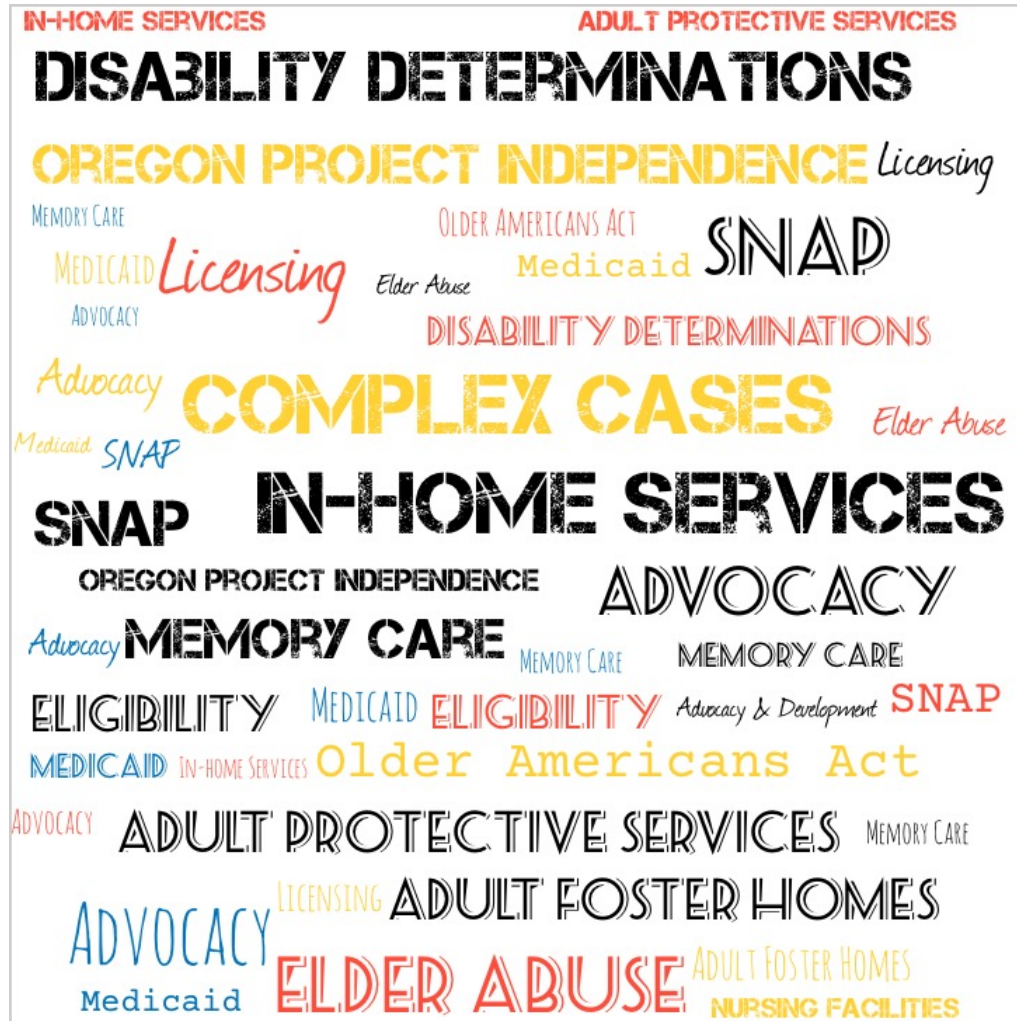 IN-HOME SERVICES ADULT PROTECTIVE SERVICES
DISABILITY DETERMINATIONS
OREGON PROJECT INDEPENDENCE Licensing
MEMORY CARE OLDER AMERICANS ACT SNAP
MEDICAID Licensing Elder Abuse Medicaid
ADVOCACY DISABILITY DETERMINATIONS
Advocacy COMPLEX CASES Elder Abuse
Medicaid SNAP
SNAP IN-HOME SERVICES
OREGON PROJECT INDEPENDENCE ADVOCACY
Advocacy MEMORY CARE MEMORY CARE MEMORY CARE
ELIGIBILITY MEDICAID ELIGIBILITY Advocacy & Development SNAP
MEDICAID IN-HOME SERVICES Older Americans Act
ADVOCACY ADULT PROTECTIVE SERVICES MEMORY CARE
LICENSING ADULT FOSTER HOMES
ADVOCACY ELDER ABUSE ADULT FOSTER HOMES
Medicaid NURSING FACILITIES